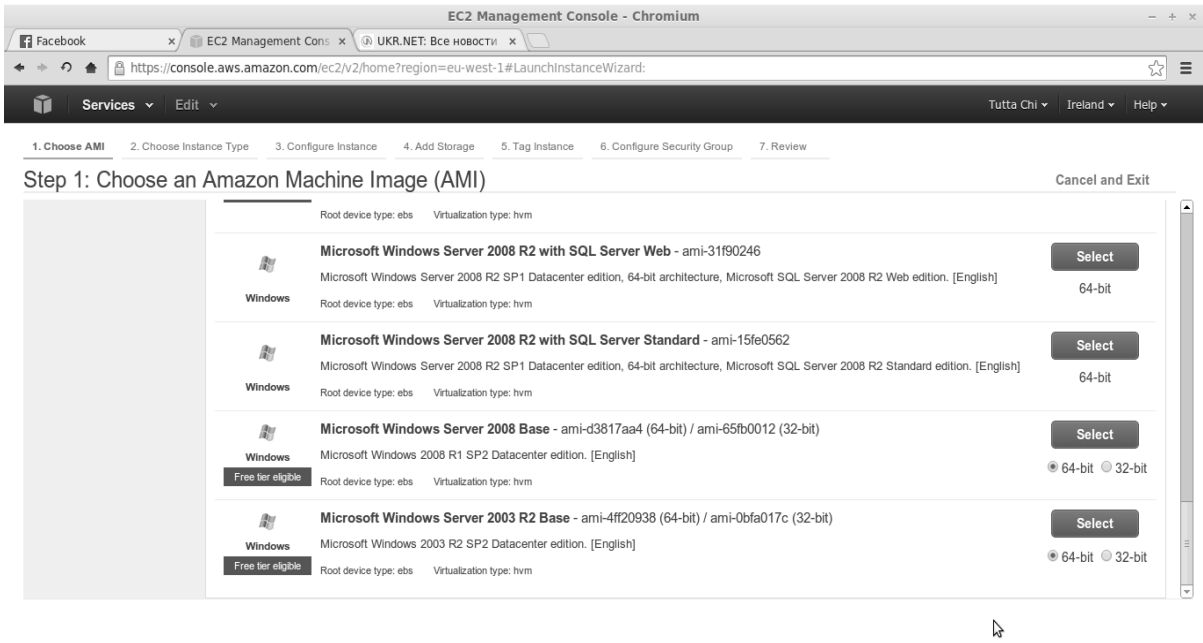 EC2 Management Console - Chromium
Facebook
EC2 Management Cons
UKR.NET: Все новости
https://console.aws.amazon.com/ec2/v2/home?region=eu-west-1#LaunchInstanceWizard:
Services Edit Tutta Chi Ireland Help
1. Choose AMI 2. Choose Instance Type 3. Configure Instance 4. Add Storage 5. Tag Instance 6. Configure Security Group 7. Review
Step 1: Choose an Amazon Machine Image (AMI) Cancel and Exit
Root device type: ebs Virtualization type: hvm
Microsoft Windows Server 2008 R2 with SQL Server Web - ami-31f90246
Select
Microsoft Windows Server 2008 R2 SP1 Datacenter edition, 64-bit architecture, Microsoft SQL Server 2008 R2 Web edition. [English]
64-bit
Windows
Root device type: ebs Virtualization type: hvm
Microsoft Windows Server 2008 R2 with SQL Server Standard - ami-15fe0562
Select
Microsoft Windows Server 2008 R2 SP1 Datacenter edition, 64-bit architecture, Microsoft SQL Server 2008 R2 Standard edition. [English]
64-bit
Windows
Root device type: ebs Virtualization type: hvm
Microsoft Windows Server 2008 Base - ami-d3817aa4 (64-bit) / ami-65fb0012 (32-bit)
Select
Windows
Microsoft Windows 2008 R1 SP2 Datacenter edition. [English]
64-bit 32-bit
Free tier eligible
Root device type: ebs Virtualization type: hvm
Microsoft Windows Server 2003 R2 Base - ami-4ff20938 (64-bit) / ami-0bfa017c (32-bit)
Select
Windows
Microsoft Windows 2003 R2 SP2 Datacenter edition. [English]
64-bit 32-bit
Free tier eligible
Root device type: ebs Virtualization type: hvm